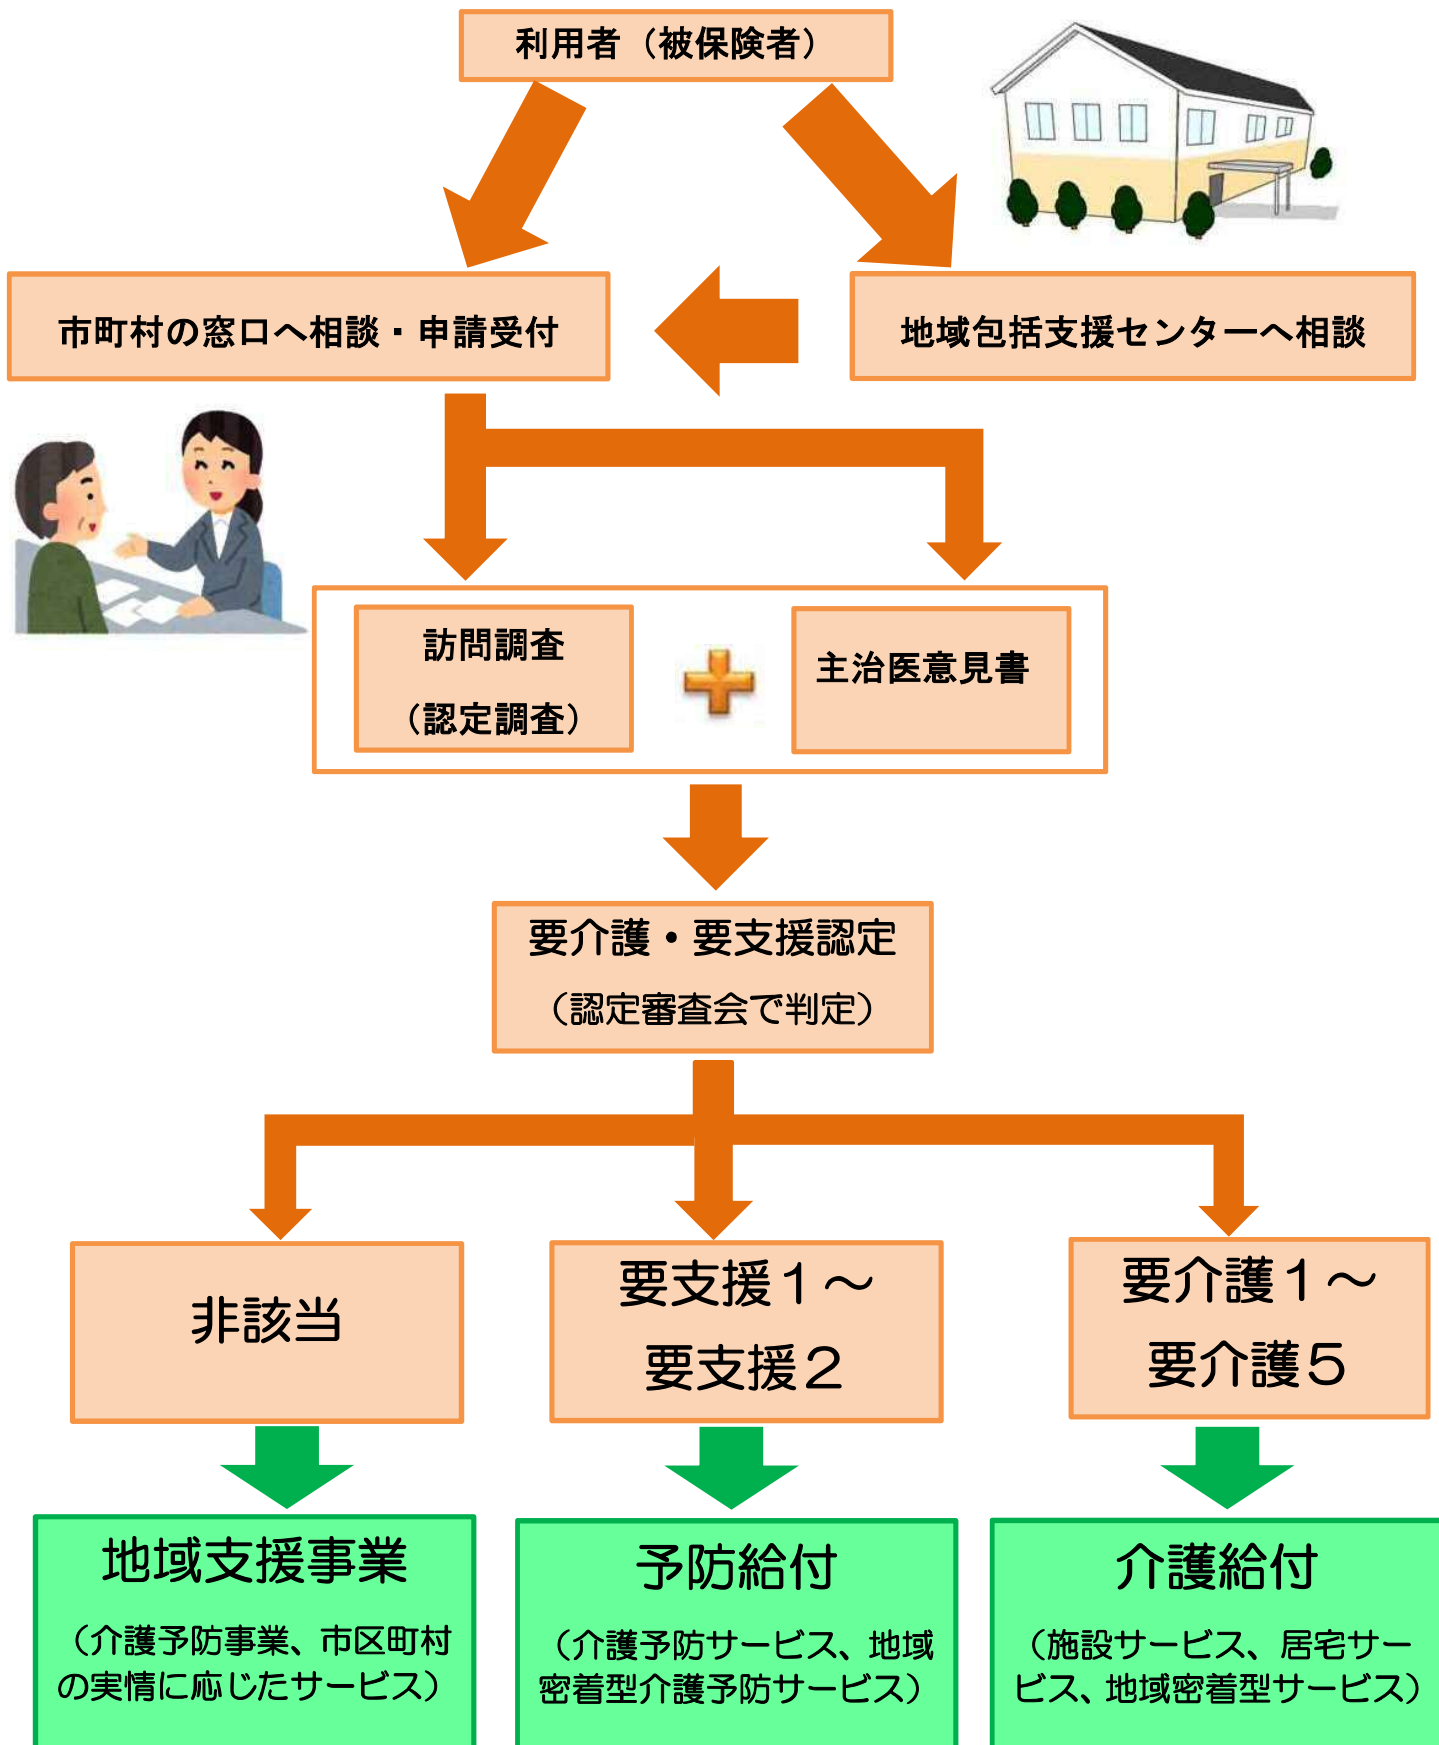 利用者（被保険者）
市町村の窓口へ相談・申請受付
地域包括支援センターへ相談
訪問調査
（認定調査）
主治医意見書
要介護・要支援認定
（認定審査会で判定）
非該当
要支援１～
要支援２
要介護１～
要介護５
地域支援事業
（介護予防事業、市区町村
の実情に応じたサービス）
予防給付
（介護予防サービス、地域
密着型介護予防サービス）
介護給付
（施設サービス、居宅サー
ビス、地域密着型サービス）